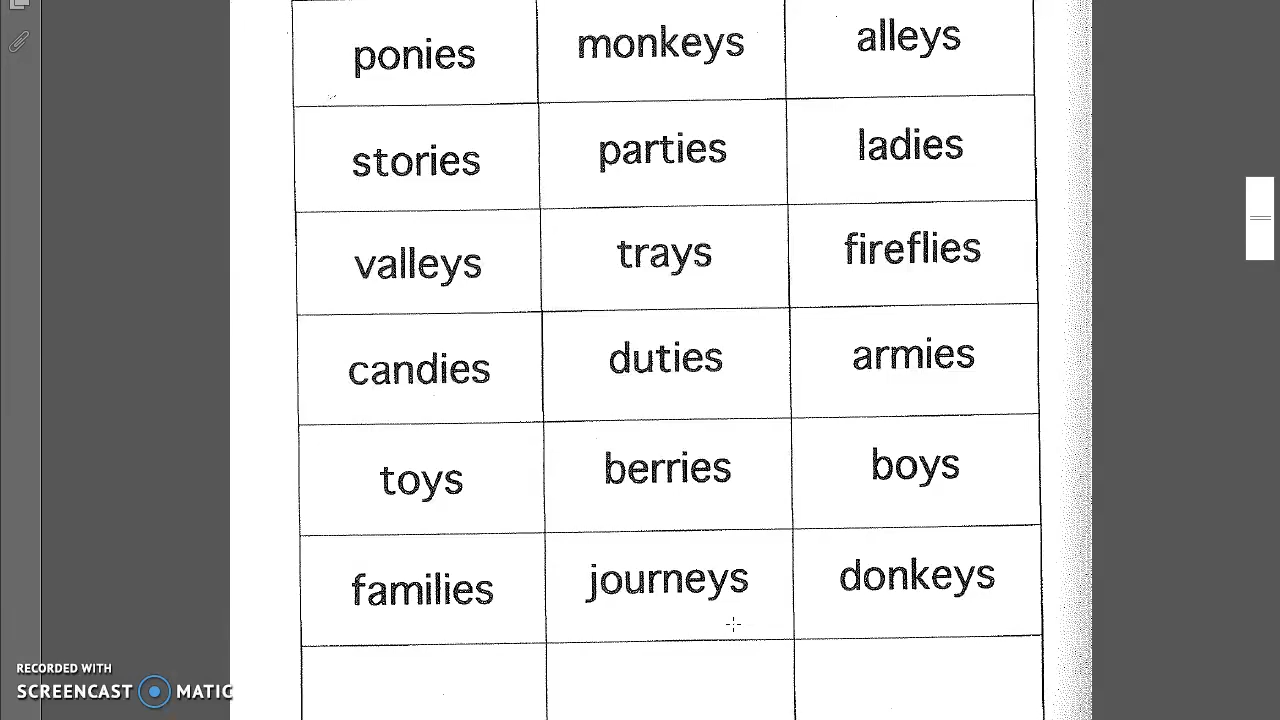 ponies monkeys alleys
stories parties ladies
valleys trays fireflies
candies duties armies
toys berries boys
families journeys donkeys
RECORDED WITH
SCREENCAST MATIC